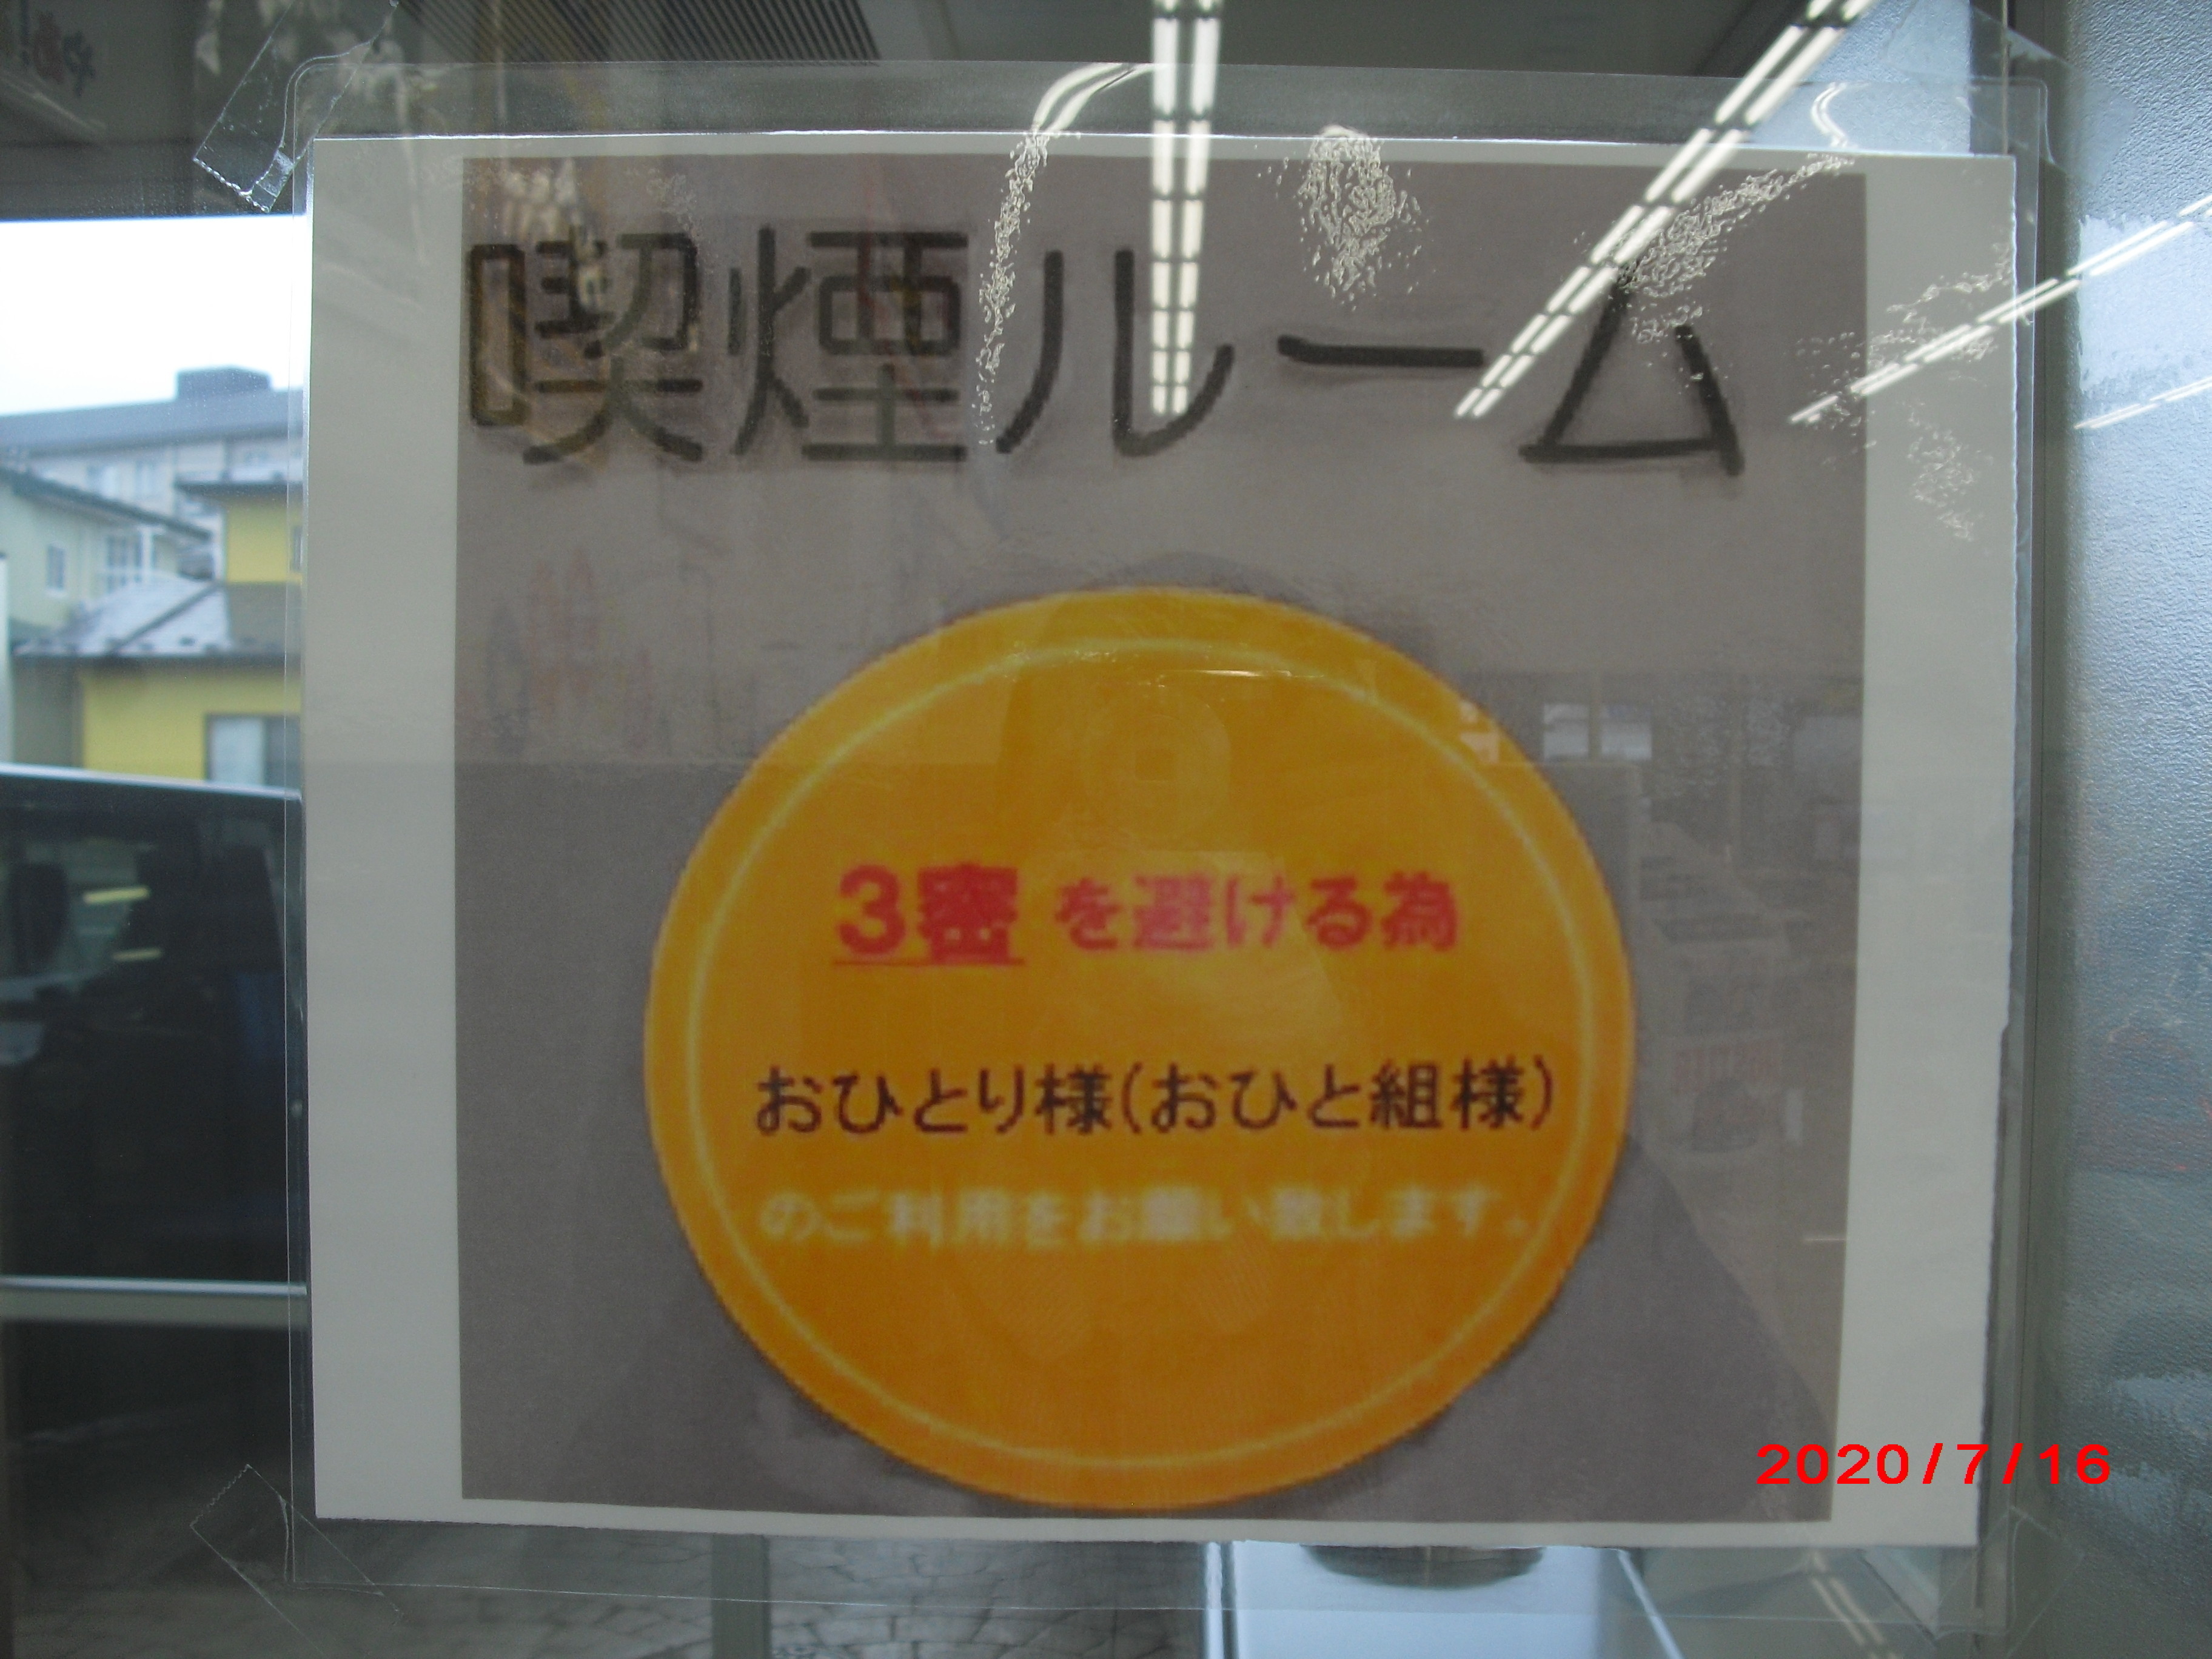 喫煙ルーム
3密 を避ける為
おひとり様(おひと組様)
のご利用をお願い致します。
2020/7/16